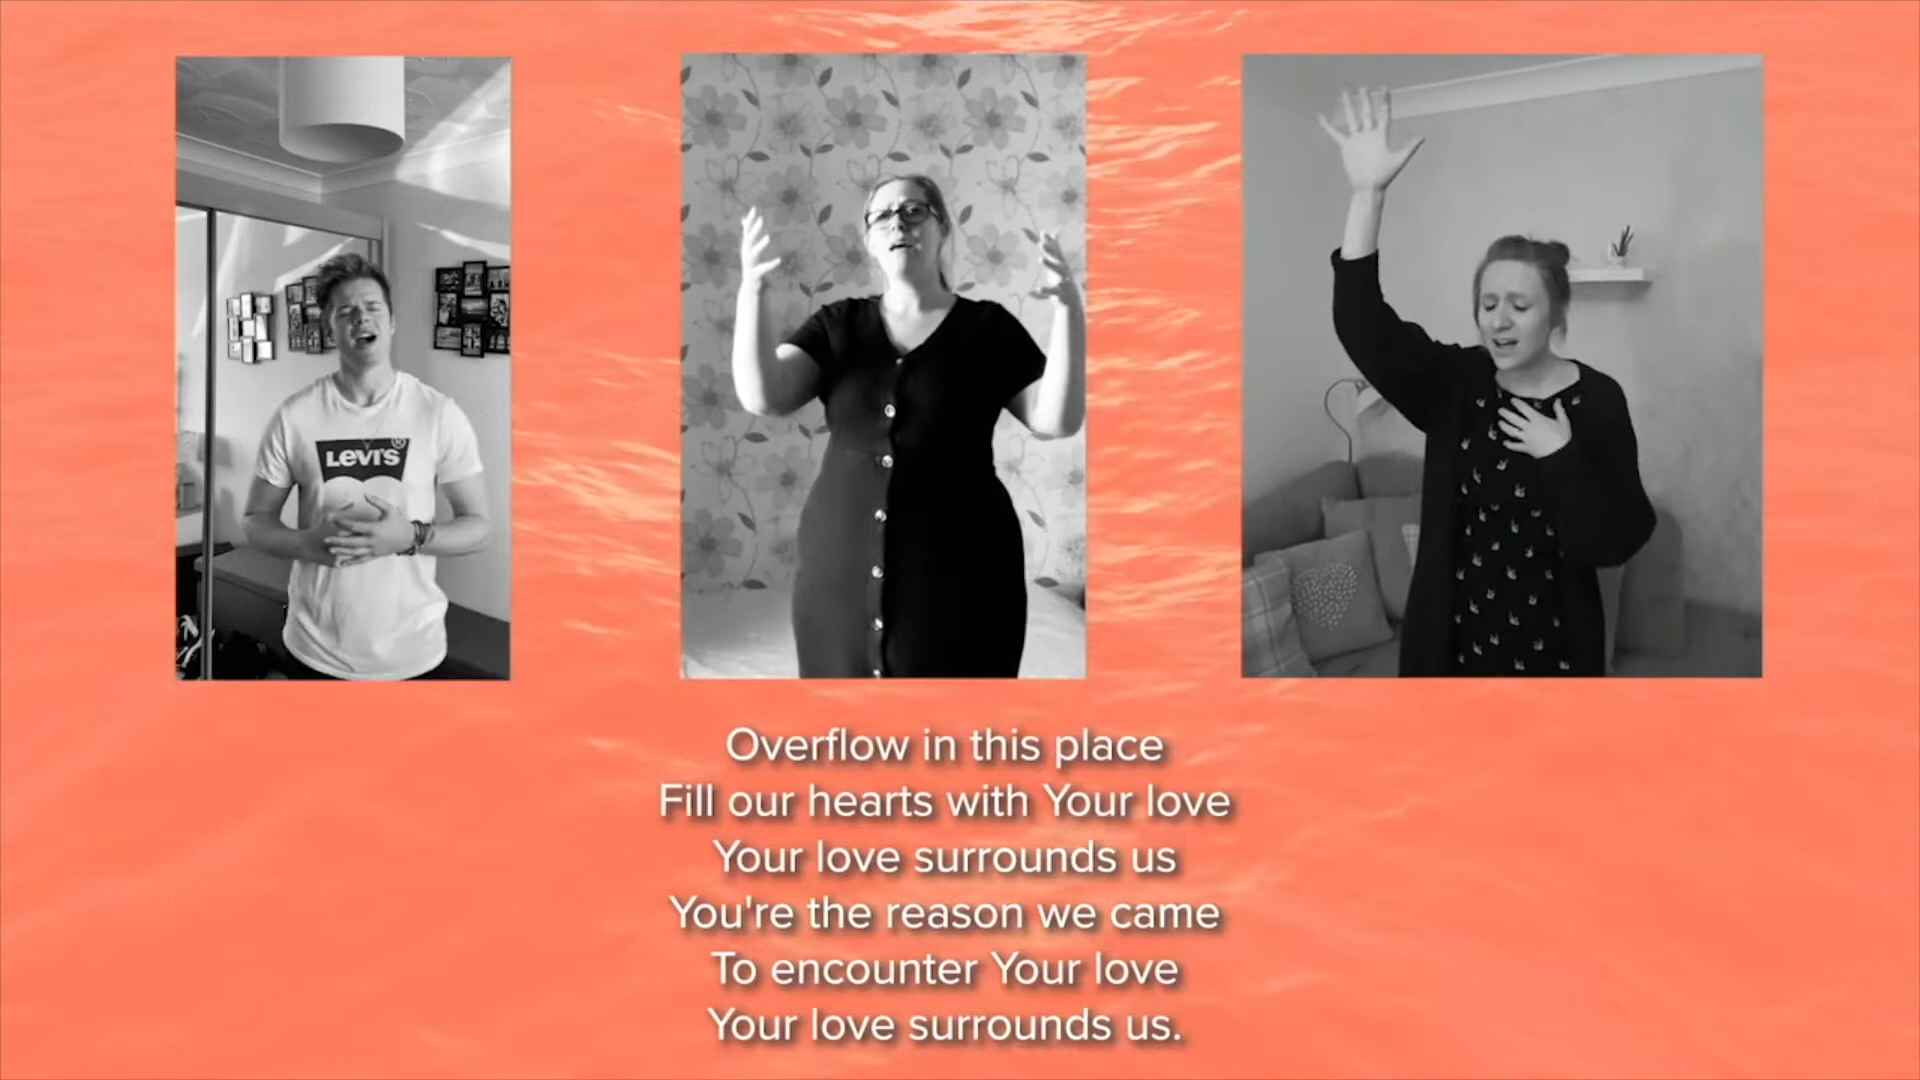 LEVI'S
®
Overflow in this place
Fill our hearts with Your love
Your love surrounds us
You're the reason we came
To encounter Your love
Your love surrounds us.